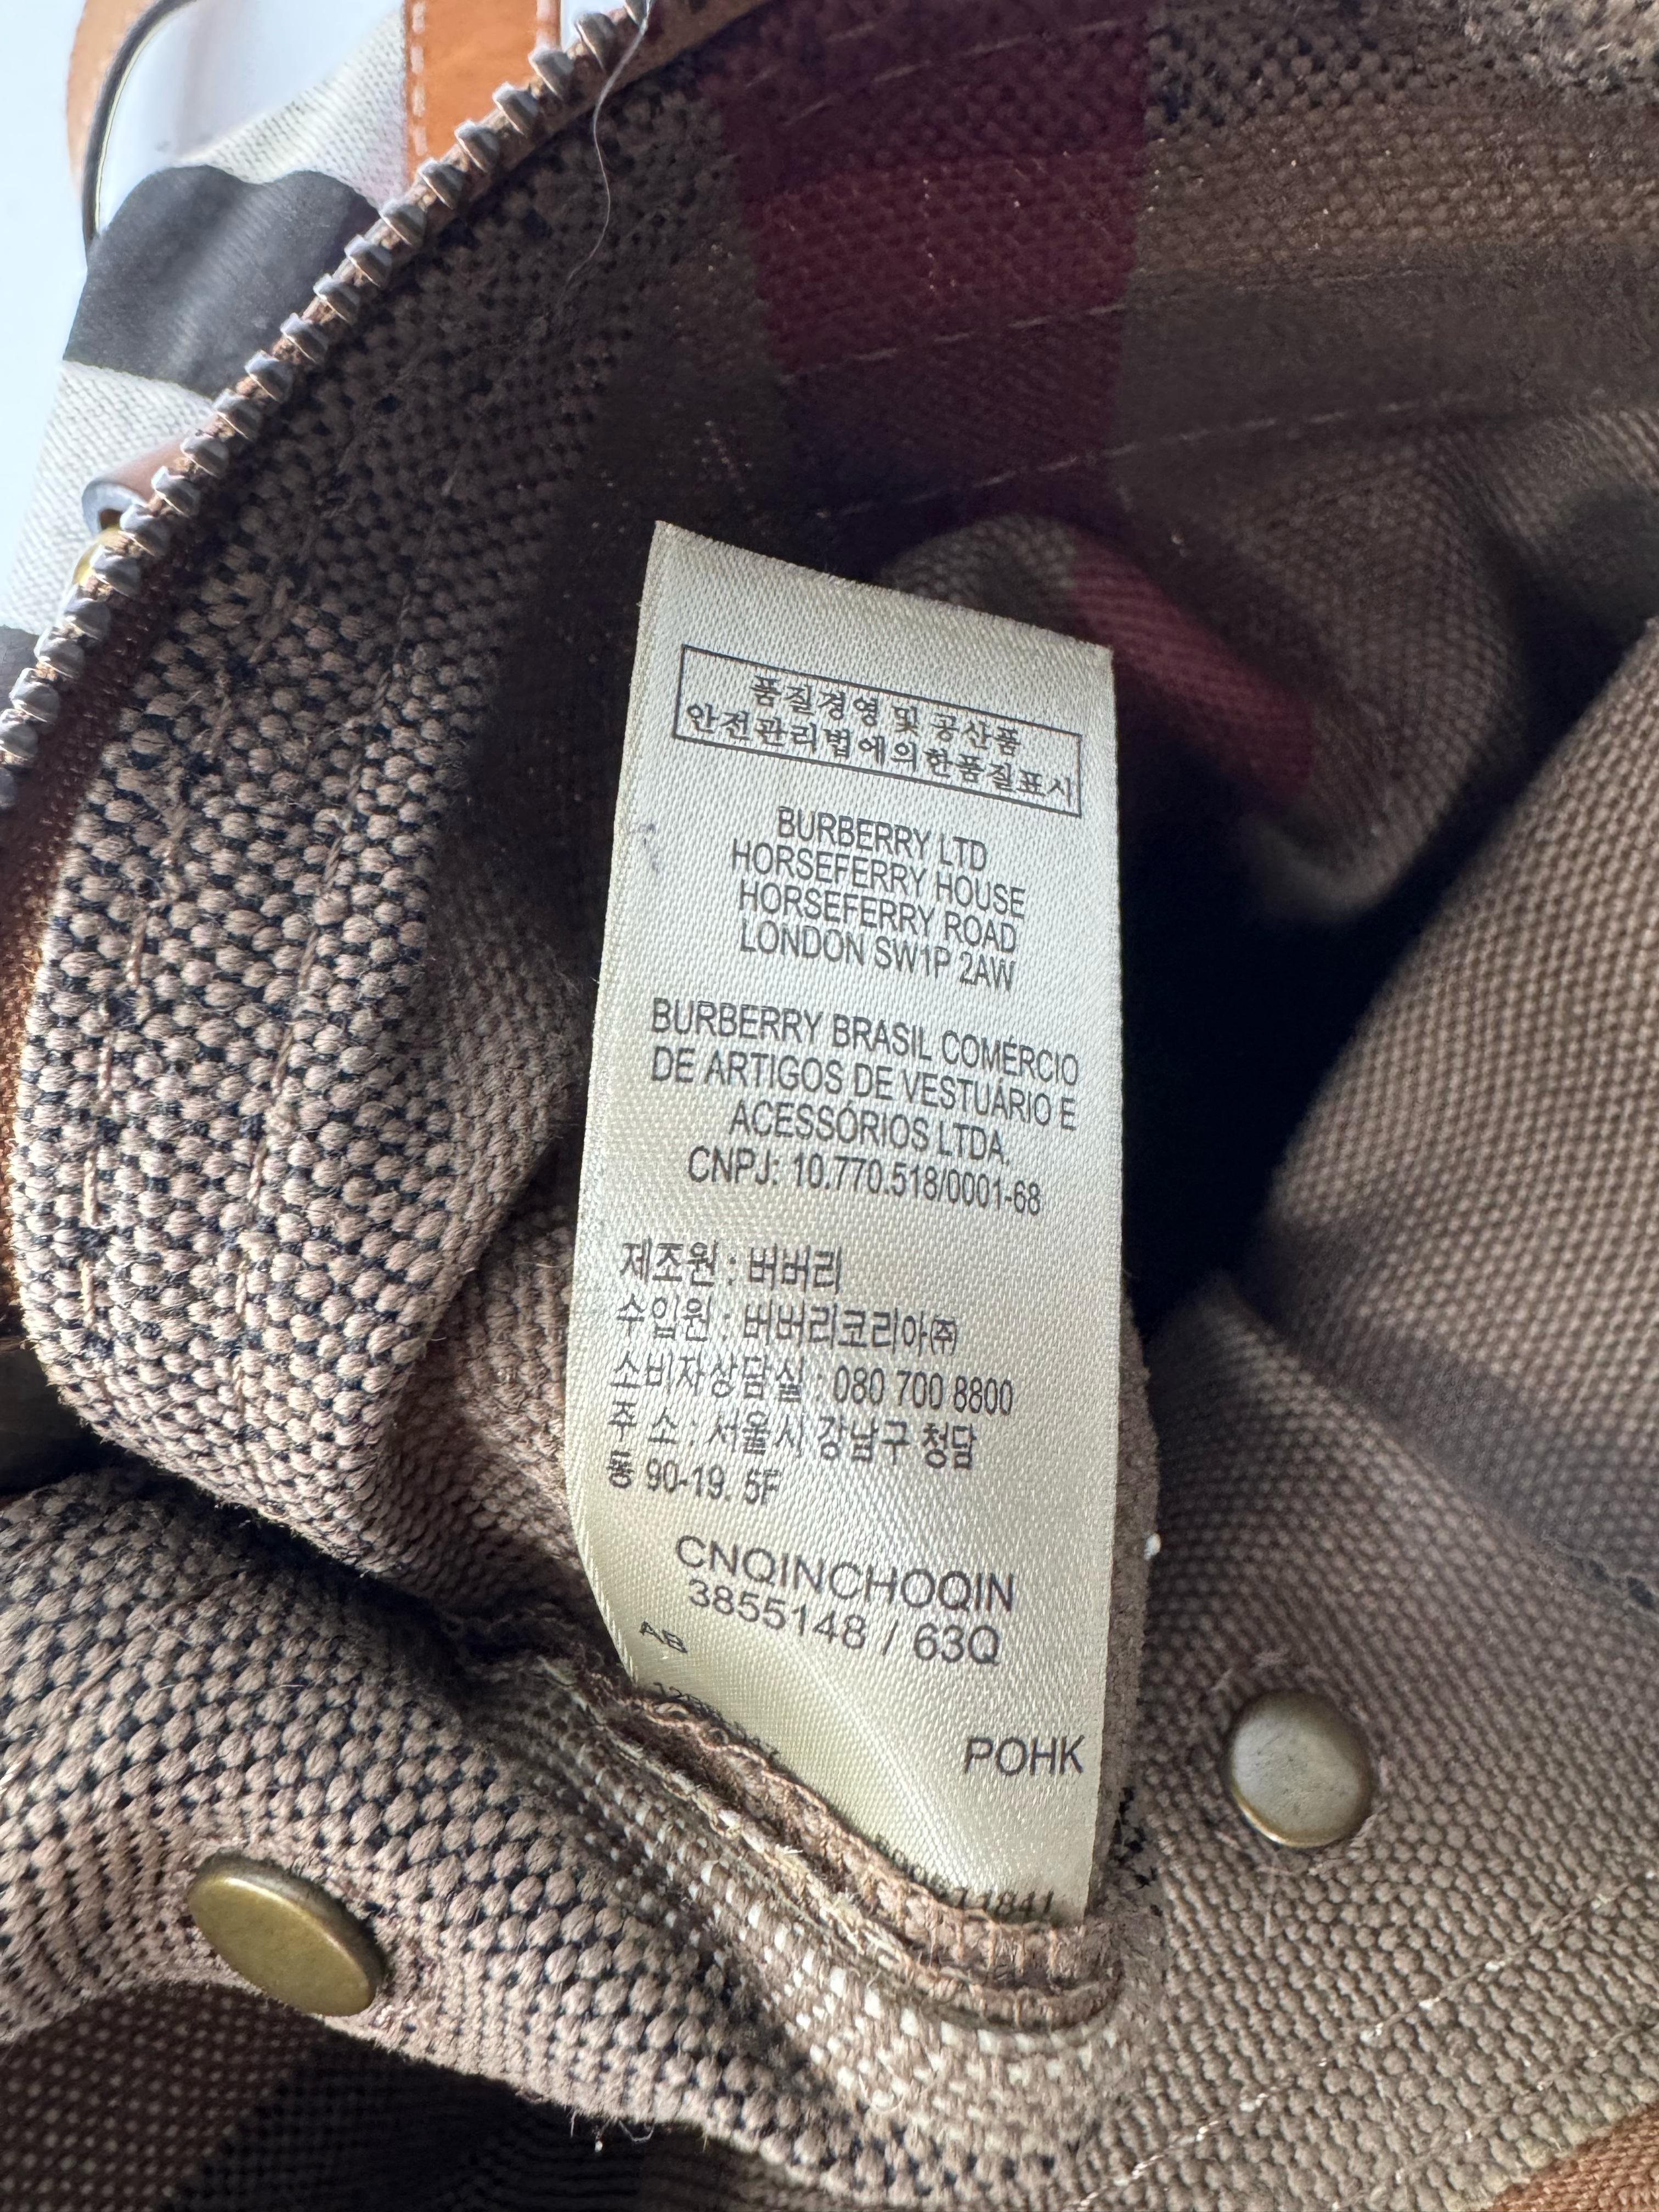 품질경영 및 공산품
안전관리법에의한품질표시
BURBERRY LTD
HORSEFERRY HOUSE
HORSEFERRY ROAD
LONDON SW1P 2AW
BURBERRY BRASIL COMÉRCIO
DE ARTIGOS DE VESTUÁRIO E
ACESSÓRIOS LTDA.
CNPJ: 10.770.518/0001-68
제조원 : 버버리
수입원 : 버버리코리아㈜
소비자상담실 : 080 700 8800
주 소 : 서울시 강남구 청담
동 90-19. 5F
CNQINCHOQIN
3855148 / 63Q
AB
POHK